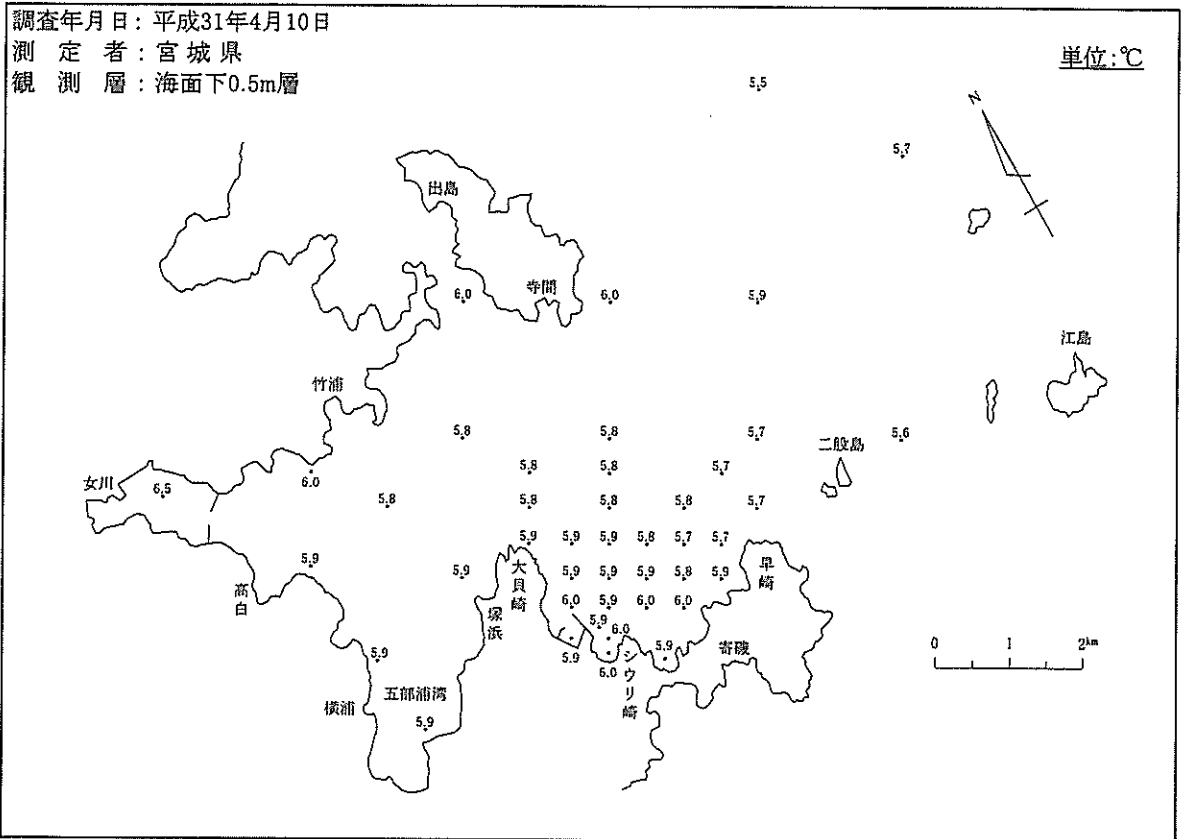 調査年月日：平成31年4月10日
測定者：宮城県
観測層：海面下0.5m層
単位:℃
5.5
N
5.7
出島
寺間
6.0 6.0 5.9
江島
竹浦
5.8 5.8 5.7 5.6
二股島
5.8 5.8 5.7
女川
6.5
6.0
5.8 5.8 5.8 5.8 5.7
5.9 5.9 5.9 5.8 5.7 5.7
5.9
大貝崎
早崎
5.9 5.9 5.9 5.9 5.8 5.9
高白
6.0 5.9 6.0 6.0
塚浜
5.9
6.0
5.9
5.9
5.9
6.0
シウリ崎
寄磯
0 1 2km
五部浦湾
横浦
5.9